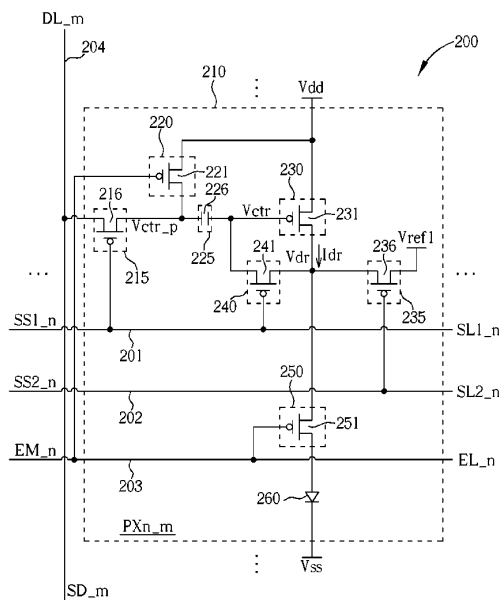 DL_m
204
200
210
Vdd
220
221
230
216
226
Vctr_p
Vctr
231
225
215
241
Vdr
Idr
236
Vref1
240
235
SS1_n
201
SL1_n
SS2_n
202
SL2_n
250
251
EM_n
203
EL_n
260
PXn_m
Vss
SD_m